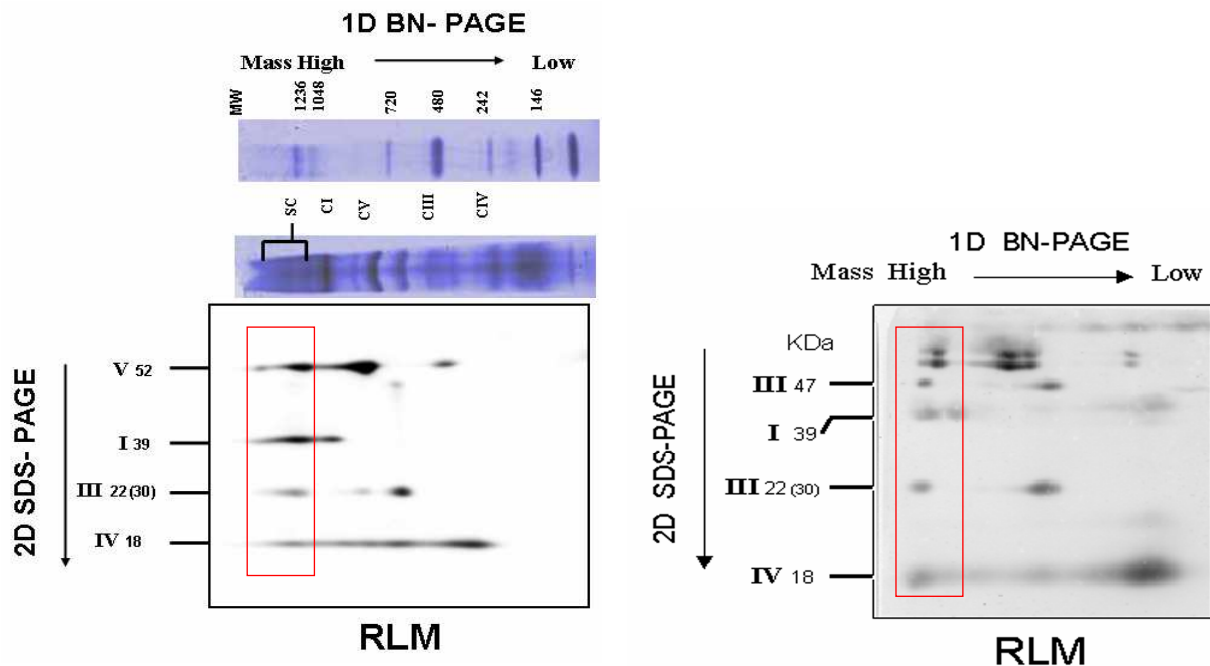 1D BN- PAGE
Mass High Low
MW 1236 1048 720 480 242 146
SC CI CV CIII CIV
2D SDS- PAGE
V 52
I 39
III 22 (30)
IV 18
RLM
1D BN-PAGE
Mass High Low
2D SDS-PAGE
KDa
III 47
I 39
III 22 (30)
IV 18
RLM